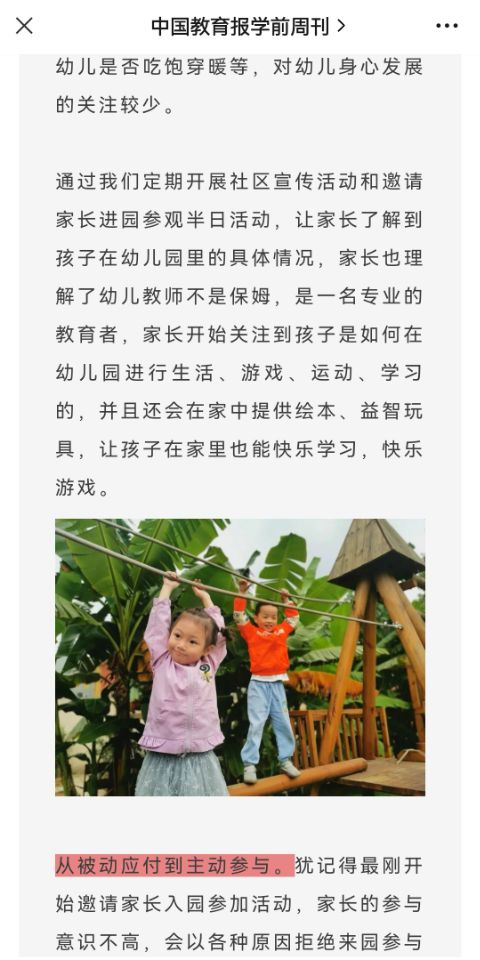 中国教育报学前周刊
幼儿是否吃饱穿暖等，对幼儿身心发展
的关注较少。
通过我们定期开展社区宣传活动和邀请
家长进园参观半日活动，让家长了解到
孩子在幼儿园里的具体情况，家长也理
解了幼儿教师不是保姆，是一名专业的
教育者，家长开始关注到孩子是如何在
幼儿园进行生活、游戏、运动、学习
的，并且还会在家中提供绘本、益智玩
具，让孩子在家里也能快乐学习，快乐
游戏。
从被动应付到主动参与。犹记得最刚开
始邀请家长入园参加活动，家长的参与
意识不高，会以各种原因拒绝来园参与